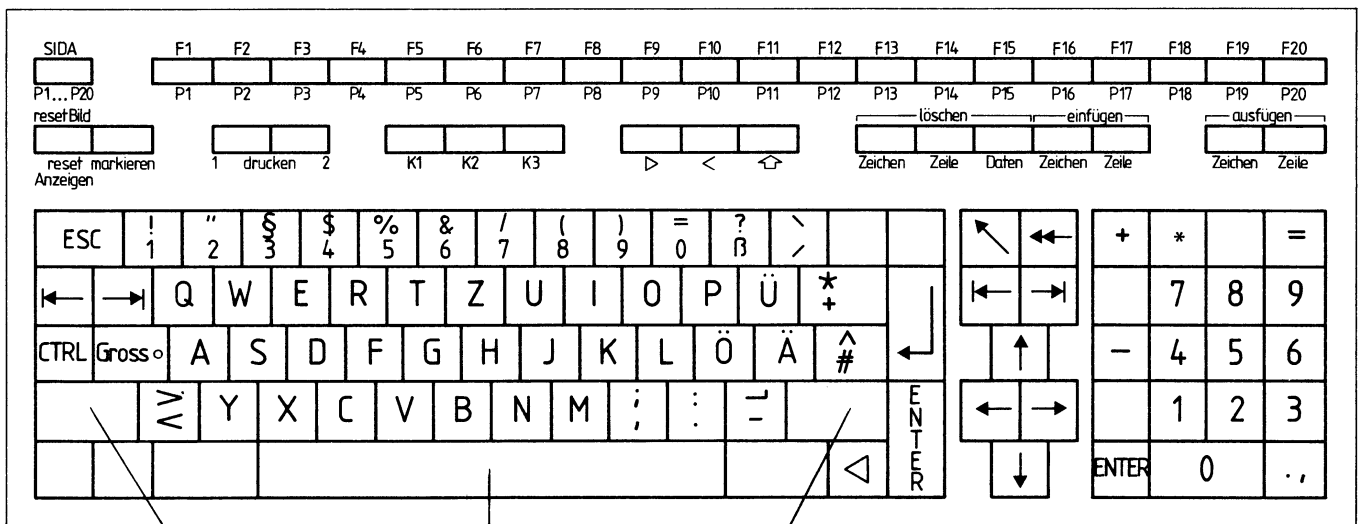 SIDA F1 F2 F3 F4 F5 F6 F7 F8 F9 F10 F11 F12 F13 F14 F15 F16 F17 F18 F19 F20
P1...P20 P1 P2 P3 P4 P5 P6 P7 P8 P9 P10 P11 P12 P13 P14 P15 P16 P17 P18 P19 P20
reset Bild löschen einfügen ausfügen
reset markieren 1 drucken 2 K1 K2 K3 ▷ < ⇧ Zeichen Zeile Daten Zeichen Zeile Zeichen Zeile
Anzeigen
! " § $ % & / ( ) = ? \
ESC 1 2 3 4 5 6 7 8 9 0 ß / ↖ ◀◀— + * =
|← →| Q W E R T Z U I O P Ü * + |← →| 7 8 9
CTRL Gross A S D F G H J K L Ö Ä ^ # ↵ ↑ — 4 5 6
> < Y X C V B N M ; , : . _ - ENTER ← → 1 2 3
◁ ↓ ENTER 0 . ,